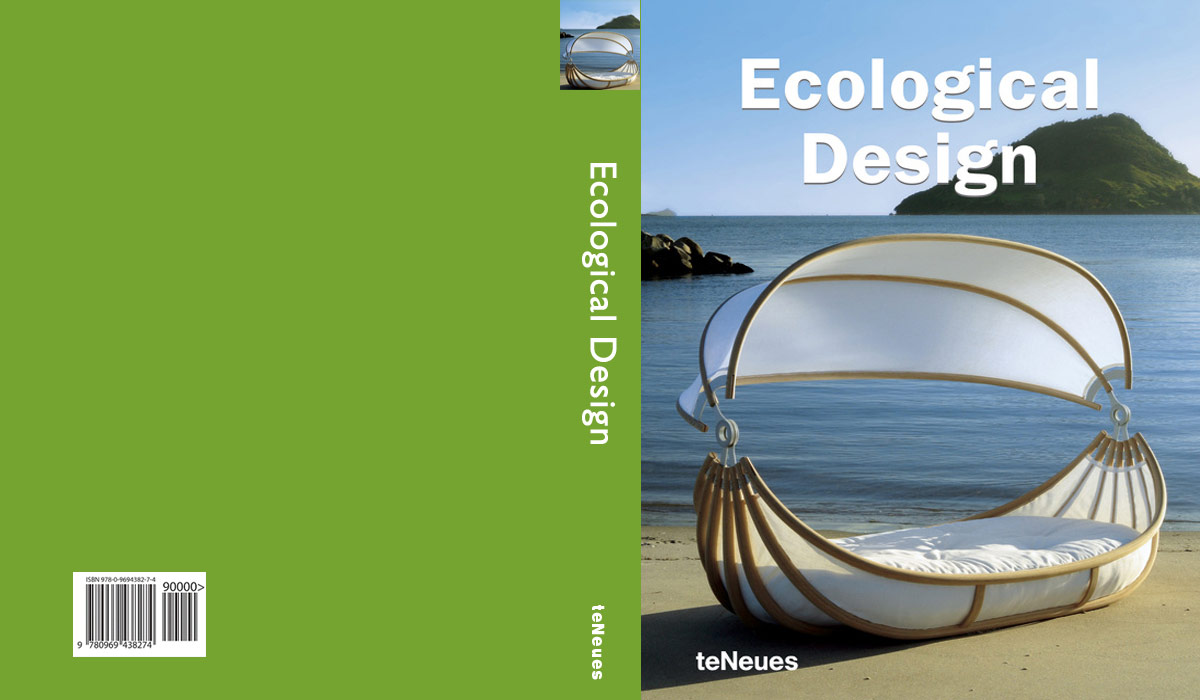 ISBN 978-0-9694382-7-4
90000>
9 780969 438274
Ecological Design
teNeues
Ecological
Design
teNeues